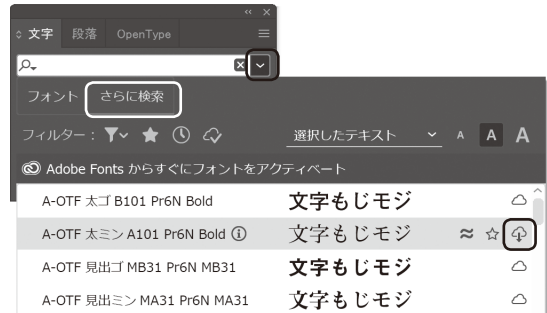 文字 段落 OpenType
フォント さらに検索
フィルター： 選択したテキスト A A A
Adobe Fonts からすぐにフォントをアクティベート
A-OTF 太ゴ B101 Pr6N Bold 文字もじモジ
A-OTF 太ミン A101 Pr6N Bold 文字もじモジ
A-OTF 見出ゴ MB31 Pr6N MB31 文字もじモジ
A-OTF 見出ミン MA31 Pr6N MA31 文字もじモジ